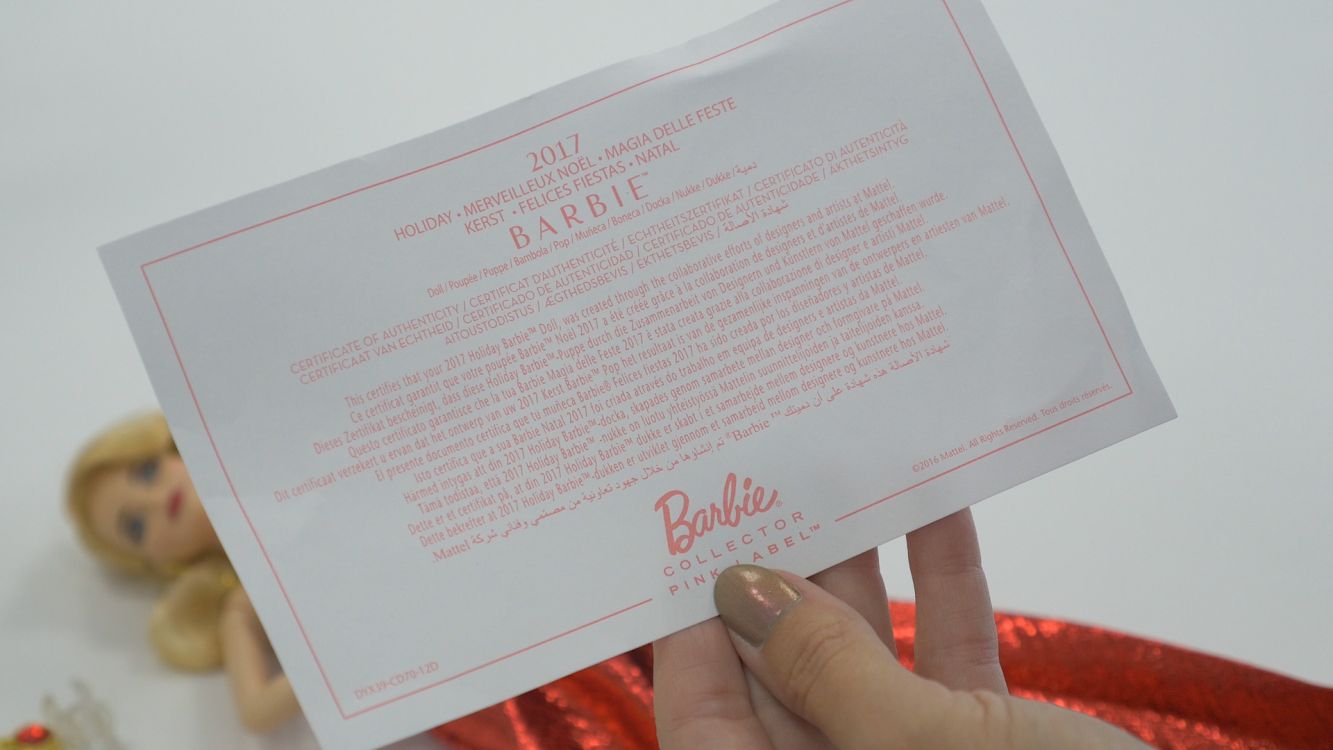 2017
HOLIDAY • MERVEILLEUX NOËL • MAGIA DELLE FESTE
KERST • FELICES FIESTAS • NATAL
BARBIE™
Doll / Poupée / Puppe / Bambola / Pop / Muñeca / Boneca / Docka / Nukke / Dukke / دمية
CERTIFICATE OF AUTHENTICITY / CERTIFICAT D'AUTHENTICITÉ / ECHTHEITSZERTIFIKAT / CERTIFICATO DI AUTENTICITÀ
CERTIFICAAT VAN ECHTHEID / CERTIFICADO DE AUTENTICIDAD / CERTIFICADO DE AUTENTICIDADE / ÄKTHETSINTYG
AITOUSTODISTUS / ÆGTHEDSBEVIS / EKTHETSBEVIS / شهادة الأصالة
This certifies that your 2017 Holiday Barbie™ Doll, was created through the collaborative efforts of designers and artists at Mattel.
Ce certificat garantit que votre poupée Barbie™ Noël 2017 a été créée grâce à la collaboration de designers et d'artistes de Mattel.
Dieses Zertifikat bescheinigt, dass diese Holiday Barbie™-Puppe durch die Zusammenarbeit von Designern und Künstlern von Mattel geschaffen wurde.
Questo certificato garantisce che la tua Barbie Magia delle Feste 2017 è stata creata grazie alla collaborazione di designer e artisti Mattel.
Dit certificaat verzekert u ervan dat het ontwerp van uw 2017 Kerst Barbie™ Pop het resultaat is van de gezamenlijke inspanningen van de ontwerpers en artiesten van Mattel.
El presente documento certifica que tu muñeca Barbie® Felices fiestas 2017 ha sido creada por los diseñadores y artistas de Mattel.
Isto certifica que a sua Barbie Natal 2017 foi criada através do trabalho em equipa de designers e artistas da Mattel.
Härmed intygas att din 2017 Holiday Barbie™-docka, skapades genom samarbete mellan designer och formgivare på Mattel.
Tämä todistaa, että 2017 Holiday Barbie™ -nukke on luotu yhteistyössä Mattelin suunnittelijoiden ja taiteilijoiden kanssa.
Dette er et certifikat på, at din 2017 Holiday Barbie™ dukke er skabt i et samarbejde mellem designere og kunstnere hos Mattel.
Dette bekrefter at 2017 Holiday Barbie™-dukken er utviklet gjennom et samarbeid mellom designere og kunstnere hos Mattel.
شهادة الأصالة هذه شهادة على أن دميتك ™Barbie® تم إنشاؤها من خلال جهود تعاونية من مصممي وفناني شركة Mattel.
Barbie®
COLLECTOR
PINK LABEL™
©2016 Mattel. All Rights Reserved. Tous droits réservés.
DYX39-CD70-12D